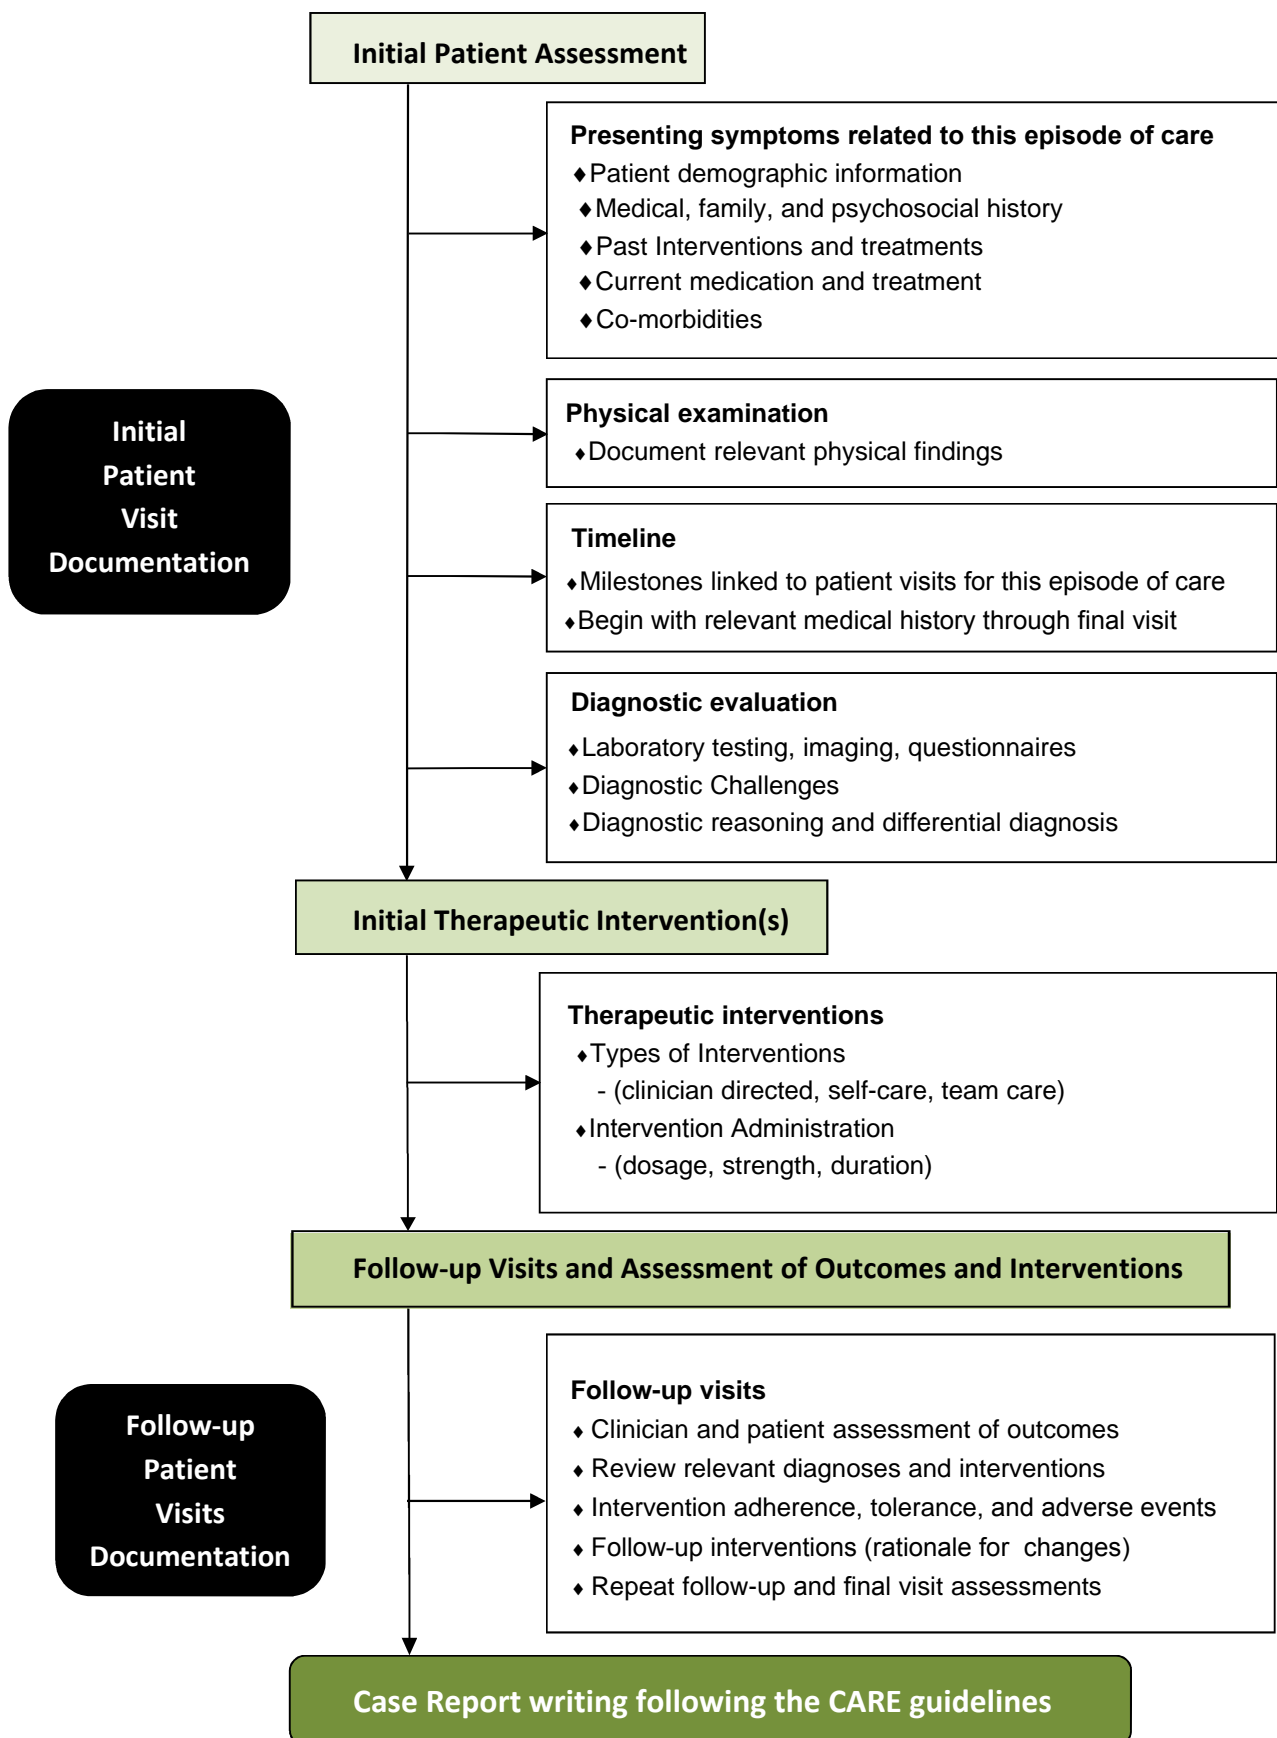 Initial Patient Assessment
Presenting symptoms related to this episode of care
♦Patient demographic information
♦Medical, family, and psychosocial history
♦Past Interventions and treatments
♦Current medication and treatment
♦Co-morbidities
Initial
Patient
Visit
Documentation
Physical examination
♦Document relevant physical findings
Timeline
♦Milestones linked to patient visits for this episode of care
♦Begin with relevant medical history through final visit
Diagnostic evaluation
♦Laboratory testing, imaging, questionnaires
♦Diagnostic Challenges
♦Diagnostic reasoning and differential diagnosis
Initial Therapeutic Intervention(s)
Therapeutic interventions
♦Types of Interventions
- (clinician directed, self-care, team care)
♦Intervention Administration
- (dosage, strength, duration)
Follow-up Visits and Assessment of Outcomes and Interventions
Follow-up
Patient
Visits
Documentation
Follow-up visits
♦ Clinician and patient assessment of outcomes
♦ Review relevant diagnoses and interventions
♦ Intervention adherence, tolerance, and adverse events
♦ Follow-up interventions (rationale for changes)
♦ Repeat follow-up and final visit assessments
Case Report writing following the CARE guidelines